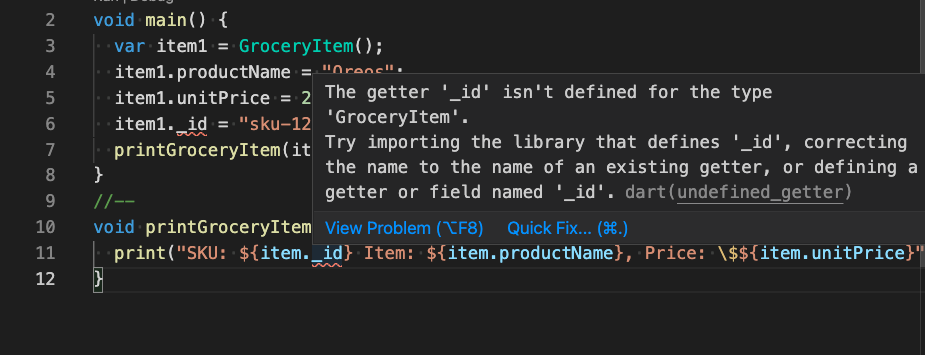 2 void main() {
3 var item1 = GroceryItem();
4 item1.productName = "Oreos";
5 item1.unitPrice = 2
6 item1._id = "sku-12
7 printGroceryItem(it
8 }
9 //--
10 void printGroceryItem
11 print("SKU: ${item._id} Item: ${item.productName}, Price: \$${item.unitPrice}"
12 }
The getter '_id' isn't defined for the type
'GroceryItem'.
Try importing the library that defines '_id', correcting
the name to the name of an existing getter, or defining a
getter or field named '_id'. dart(undefined_getter)
View Problem (⌥F8) Quick Fix... (⌘.)